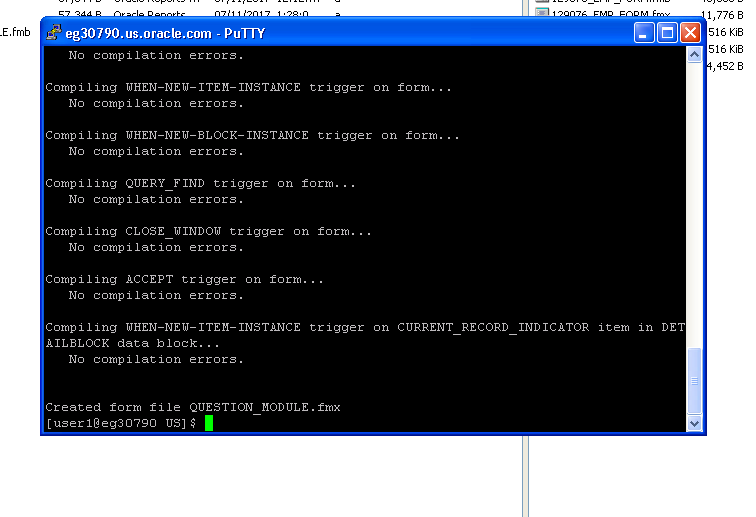 57,344 B Oracle Reports 07/11/2017 1:28:0... a
129076_EMP_FORM.fmx 11,776 B
LE.fmb
516 KiB
516 KiB
4,452 B
eg30790.us.oracle.com - PuTTY
No compilation errors.
Compiling WHEN-NEW-ITEM-INSTANCE trigger on form...
No compilation errors.
Compiling WHEN-NEW-BLOCK-INSTANCE trigger on form...
No compilation errors.
Compiling QUERY_FIND trigger on form...
No compilation errors.
Compiling CLOSE_WINDOW trigger on form...
No compilation errors.
Compiling ACCEPT trigger on form...
No compilation errors.
Compiling WHEN-NEW-ITEM-INSTANCE trigger on CURRENT_RECORD_INDICATOR item in DET
AILBLOCK data block...
No compilation errors.
Created form file QUESTION_MODULE.fmx
[user1@eg30790 US]$